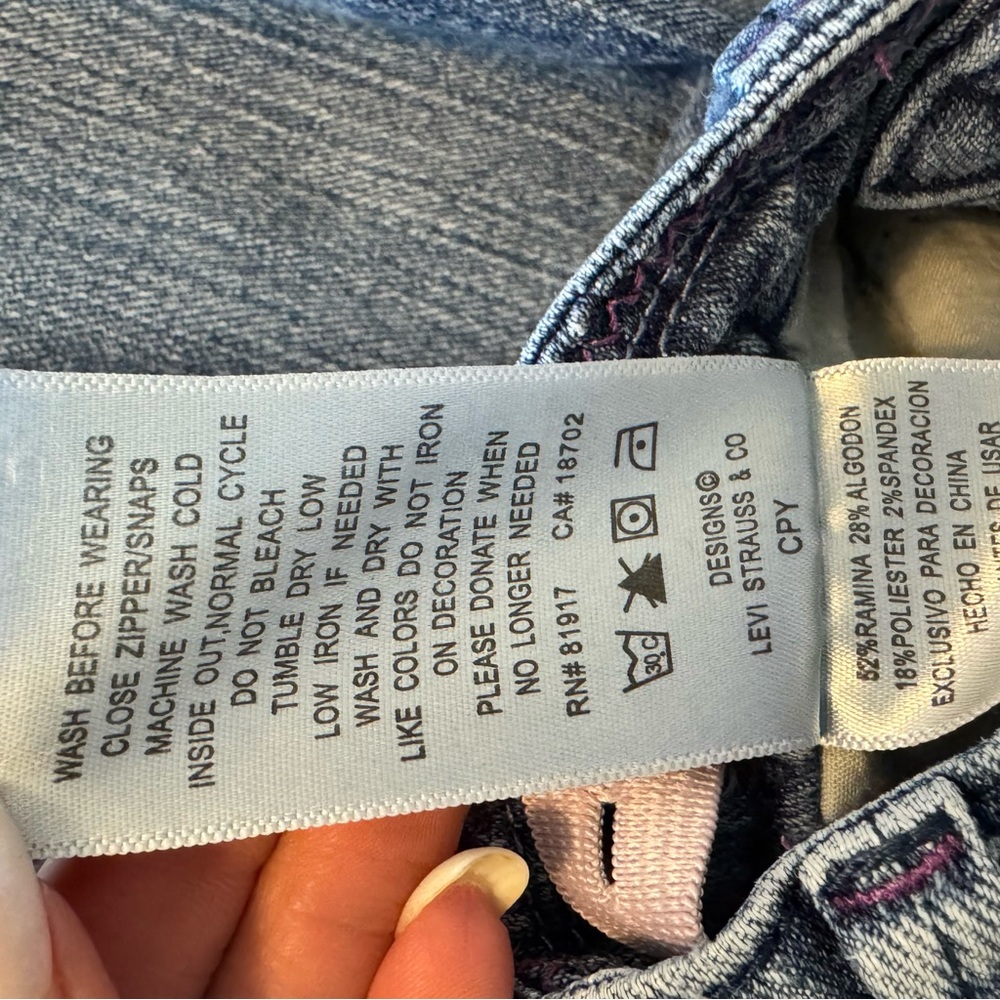 WASH BEFORE WEARING
CLOSE ZIPPER/SNAPS
MACHINE WASH COLD
INSIDE OUT,NORMAL CYCLE
DO NOT BLEACH
TUMBLE DRY LOW
LOW IRON IF NEEDED
WASH AND DRY WITH
LIKE COLORS DO NOT IRON
ON DECORATION
PLEASE DONATE WHEN
NO LONGER NEEDED
RN# 81917 CA# 18702
30.C
DESIGNS©
LEVI STRAUSS & CO
CPY
52%RAMINA 28%ALGODON
18%POLIESTER 2%SPANDEX
EXCLUSIVO PARA DECORACION
HECHO EN CHINA
DE USAR